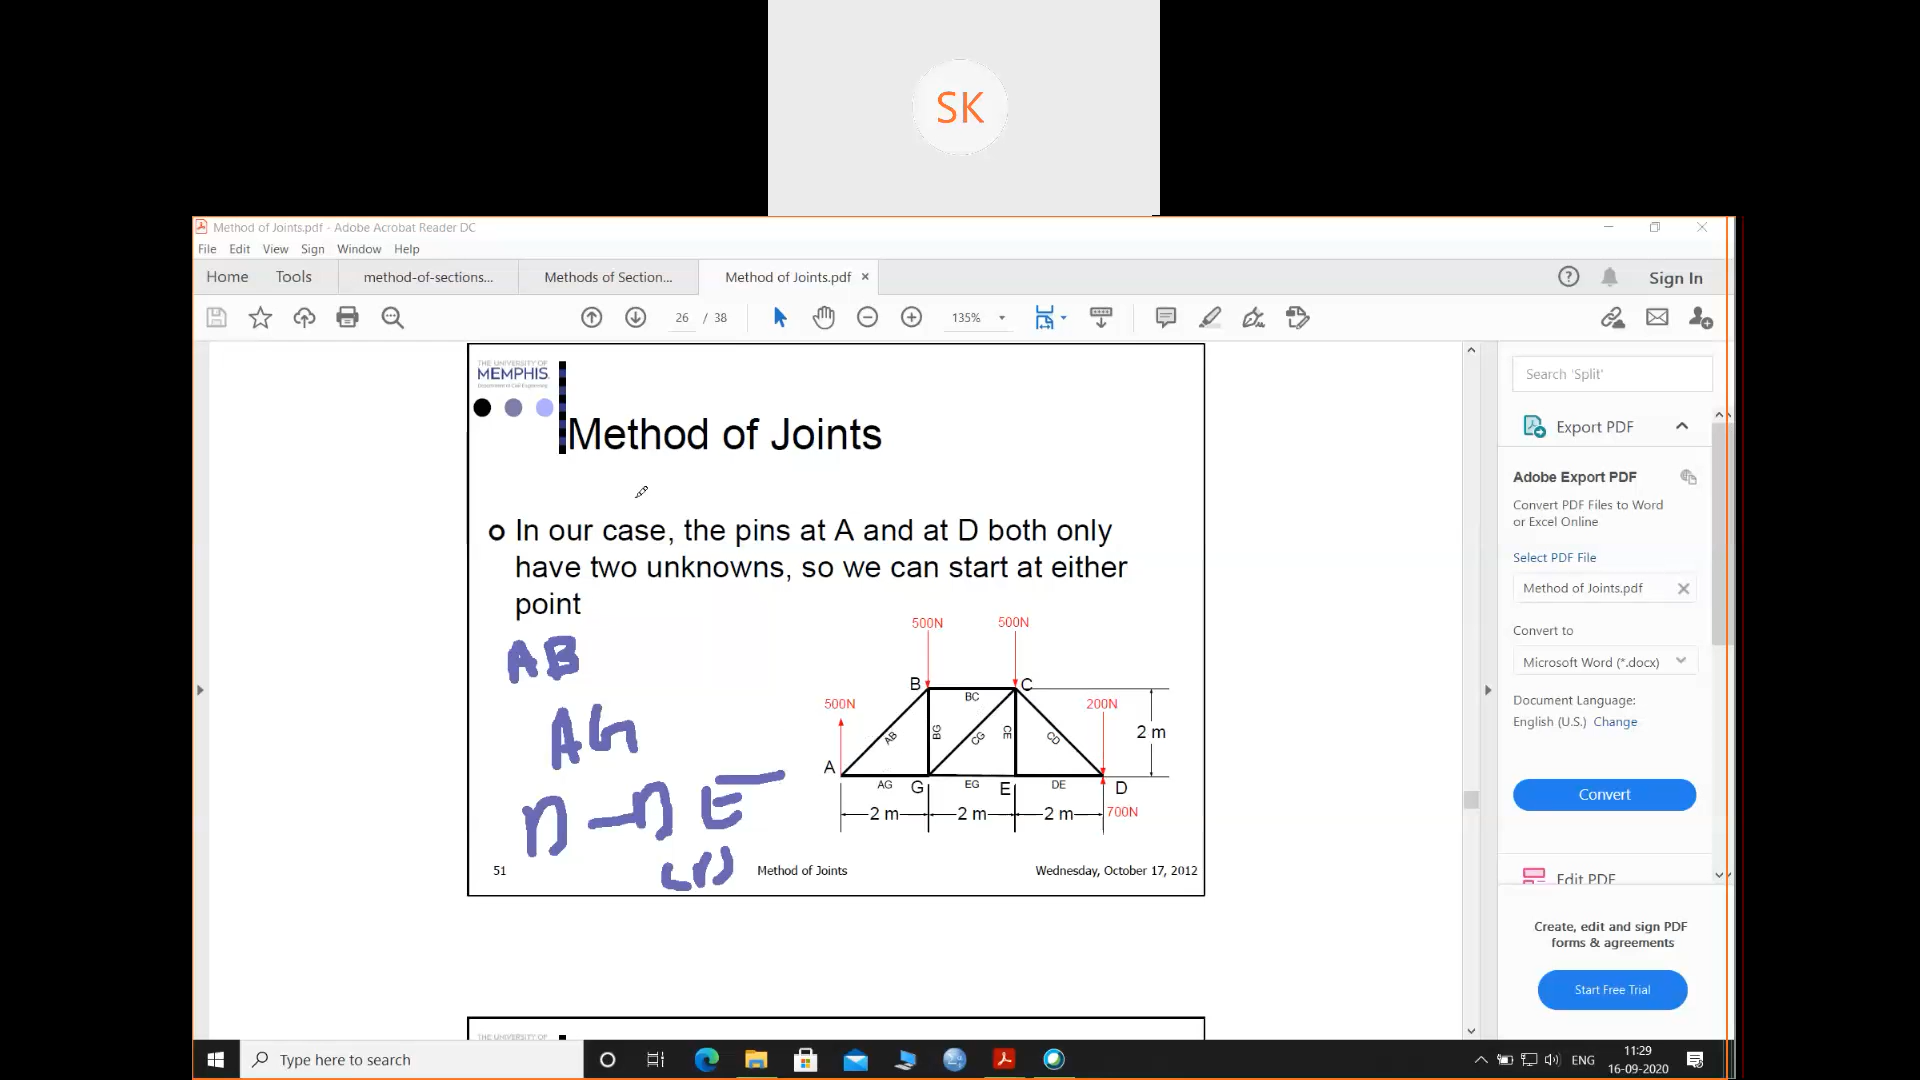 SK
Method of Joints.pdf - Adobe Acrobat Reader DC
File Edit View Sign Window Help
Home Tools method-of-sections... Methods of Section... Method of Joints.pdf × Sign In
26 / 38 135%
THE UNIVERSITY OF
MEMPHIS
Method of Joints
In our case, the pins at A and at D both only
have two unknowns, so we can start at either
point
AB
AG
500N 500N
B C
BC
500N 200N
AB BG CG CE CD 2 m
A G E D
AG EG DE
2 m 2 m 2 m 700N
51 Method of Joints Wednesday, October 17, 2012
THE UNIVERSITY OF
Search 'Split'
Export PDF
Adobe Export PDF
Convert PDF Files to Word
or Excel Online
Select PDF File
Method of Joints.pdf
Convert to
Microsoft Word (*.docx)
Document Language:
English (U.S.) Change
Convert
Edit PDF
Create, edit and sign PDF
forms & agreements
Start Free Trial
Type here to search
ENG
11:29
16-09-2020